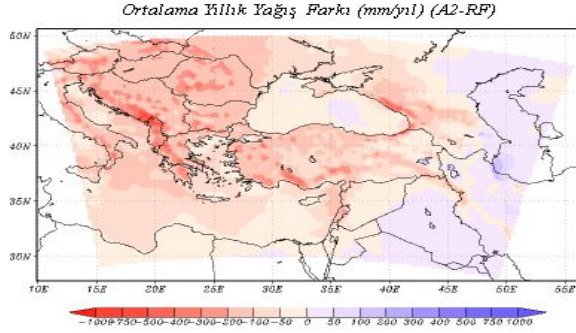 Ortalama Yıllık Yağış Farkı (mm/yıl) (A2-RF)
50N
45N
40N
35N
30N
10E 15E 20E 25E 30E 35E 40E 45E 50E 55E
-1000-750-500-400-300-200-100-50 0 50 100 200 300 400 500 750 1000